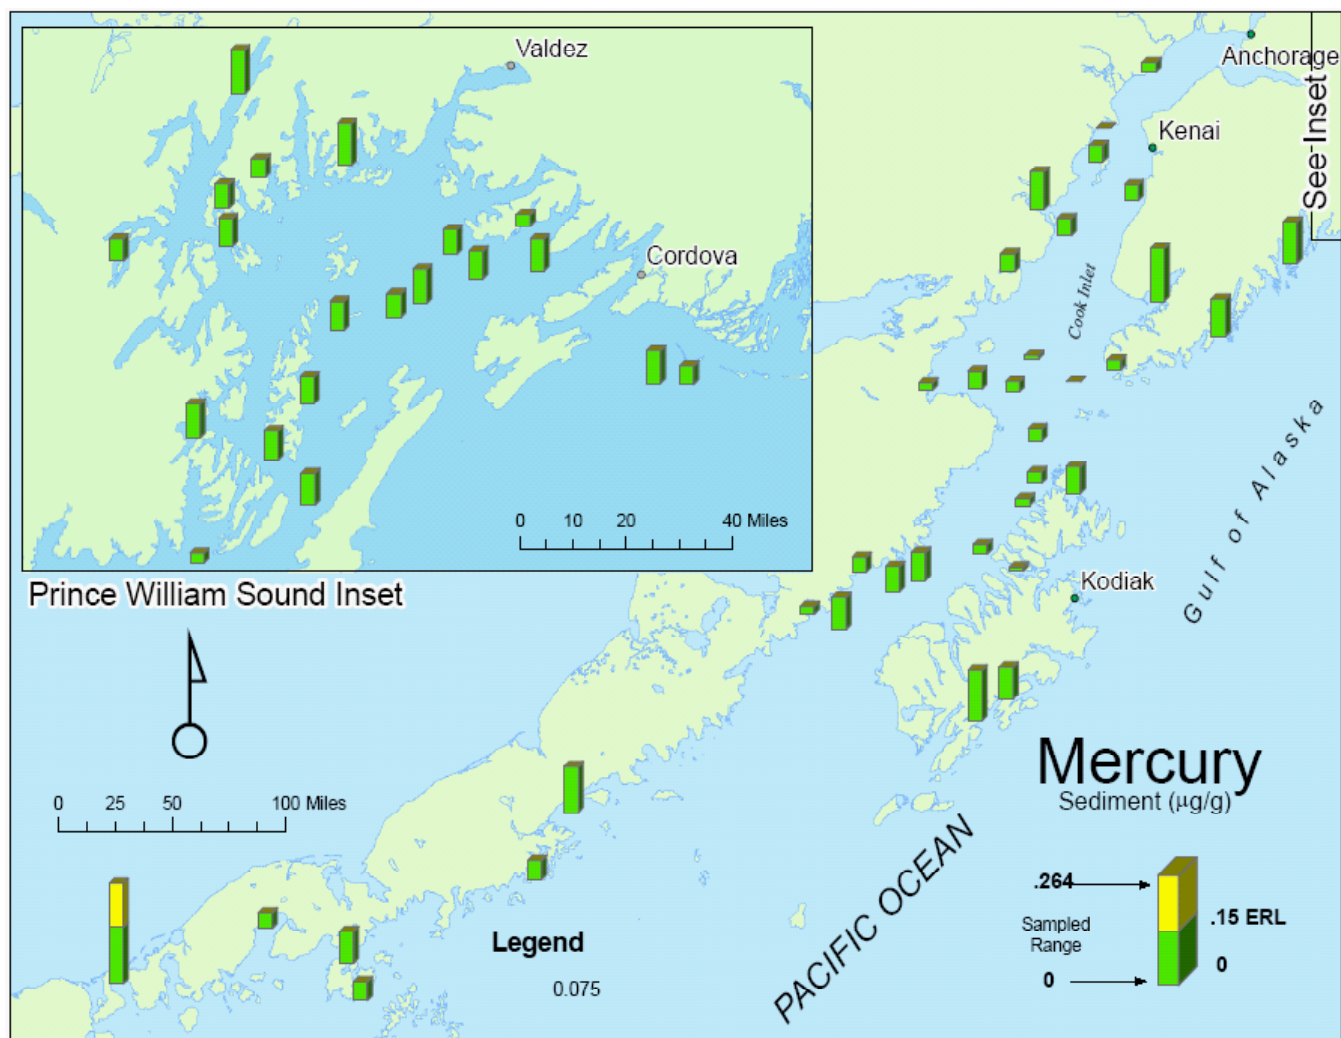 Valdez
Anchorage
See Inset
Kenai
Cordova
Cook Inlet
0 10 20 40 Miles
Prince William Sound Inset
Gulf of Alaska
Kodiak
0 25 50 100 Miles
Mercury
Sediment (µg/g)
PACIFIC OCEAN
.264
.15 ERL
Sampled
Range
0
0
Legend
0.075